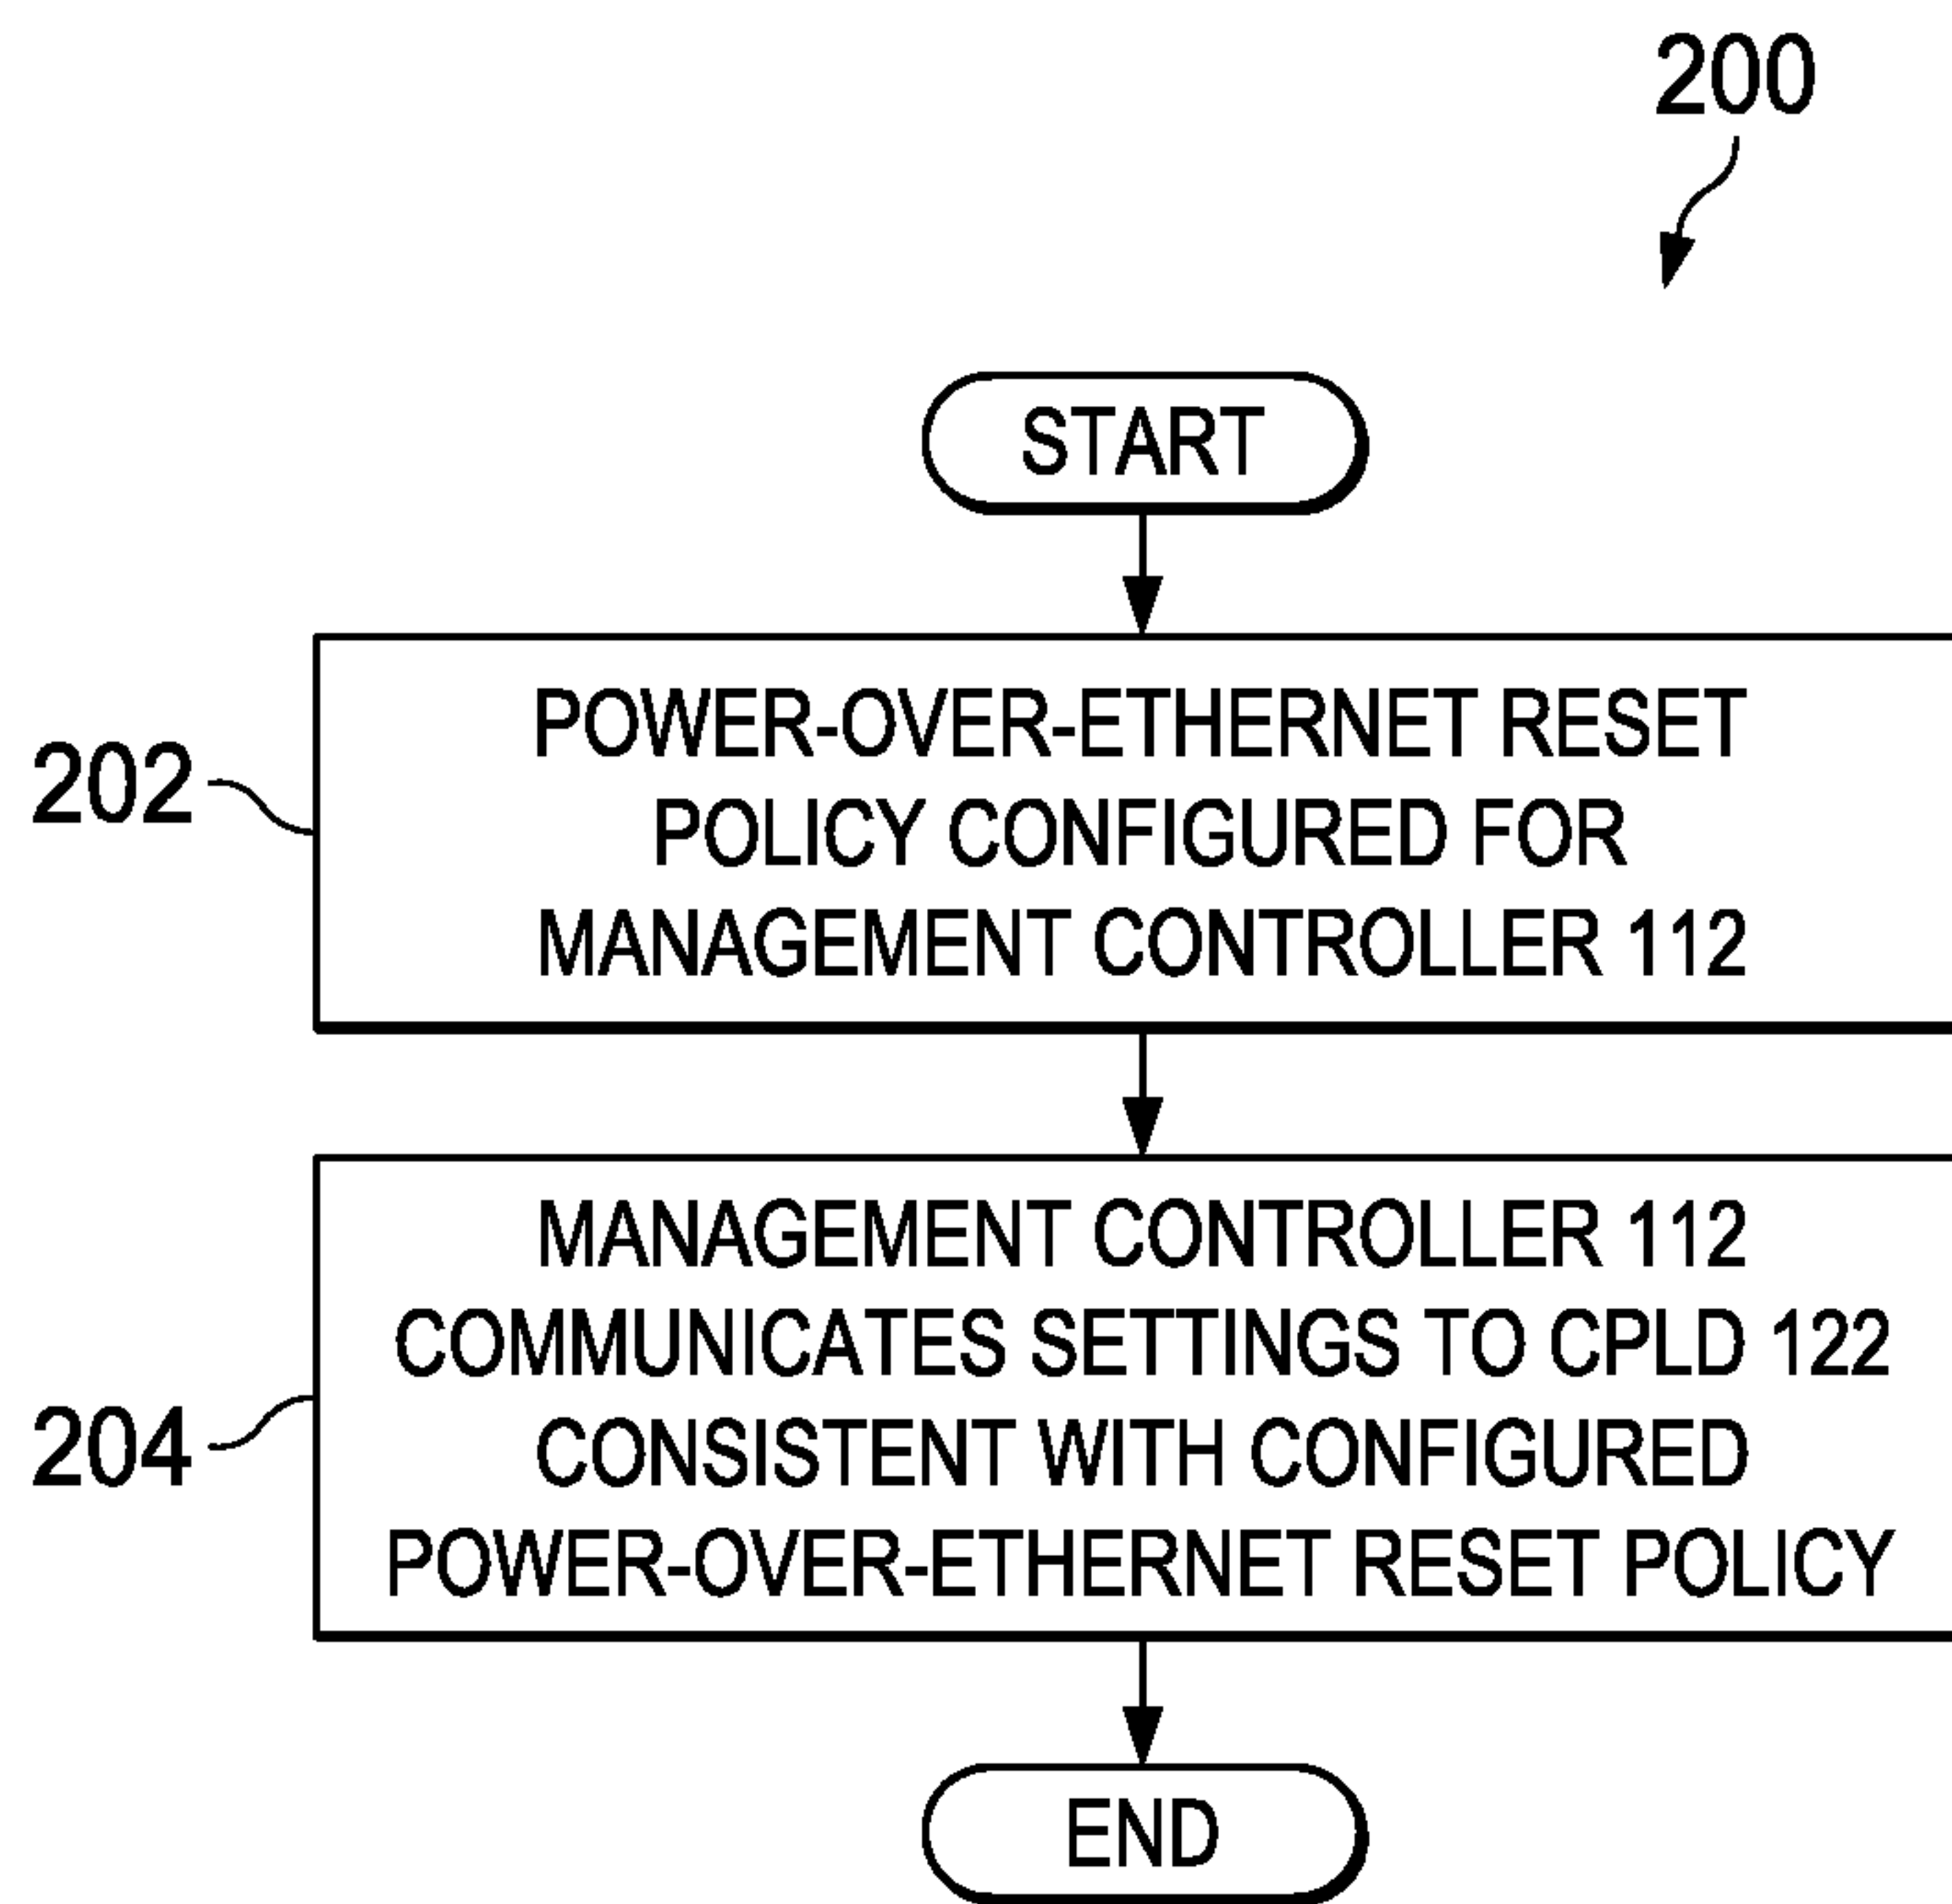 200
START
202
POWER-OVER-ETHERNET RESET
POLICY CONFIGURED FOR
MANAGEMENT CONTROLLER 112
204
MANAGEMENT CONTROLLER 112
COMMUNICATES SETTINGS TO CPLD 122
CONSISTENT WITH CONFIGURED
POWER-OVER-ETHERNET RESET POLICY
END